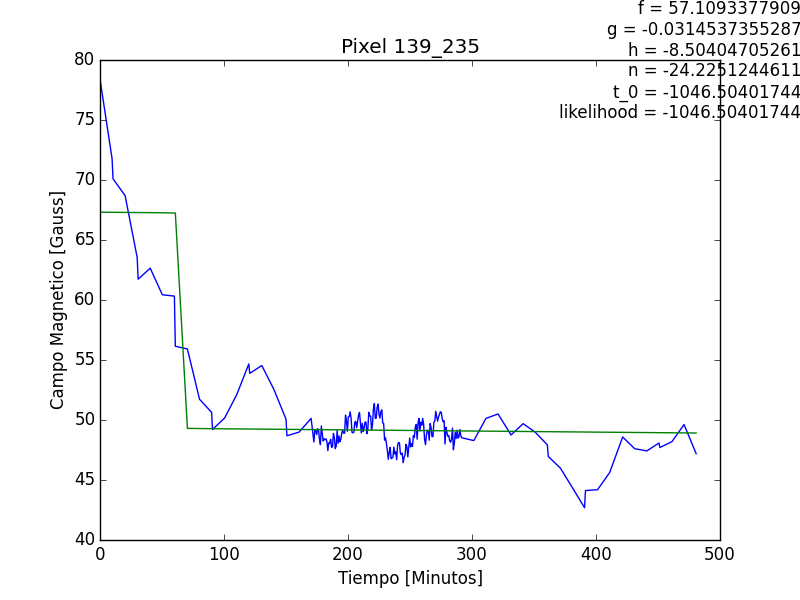 f = 57.1093377909
g = -0.0314537355287
Pixel 139_235
h = -8.50404705261
n = -24.2251244611
t_0 = -1046.50401744
likelihood = -1046.50401744
80
75
70
65
60
55
50
45
40
Campo Magnetico [Gauss]
0 100 200 300 400 500
Tiempo [Minutos]